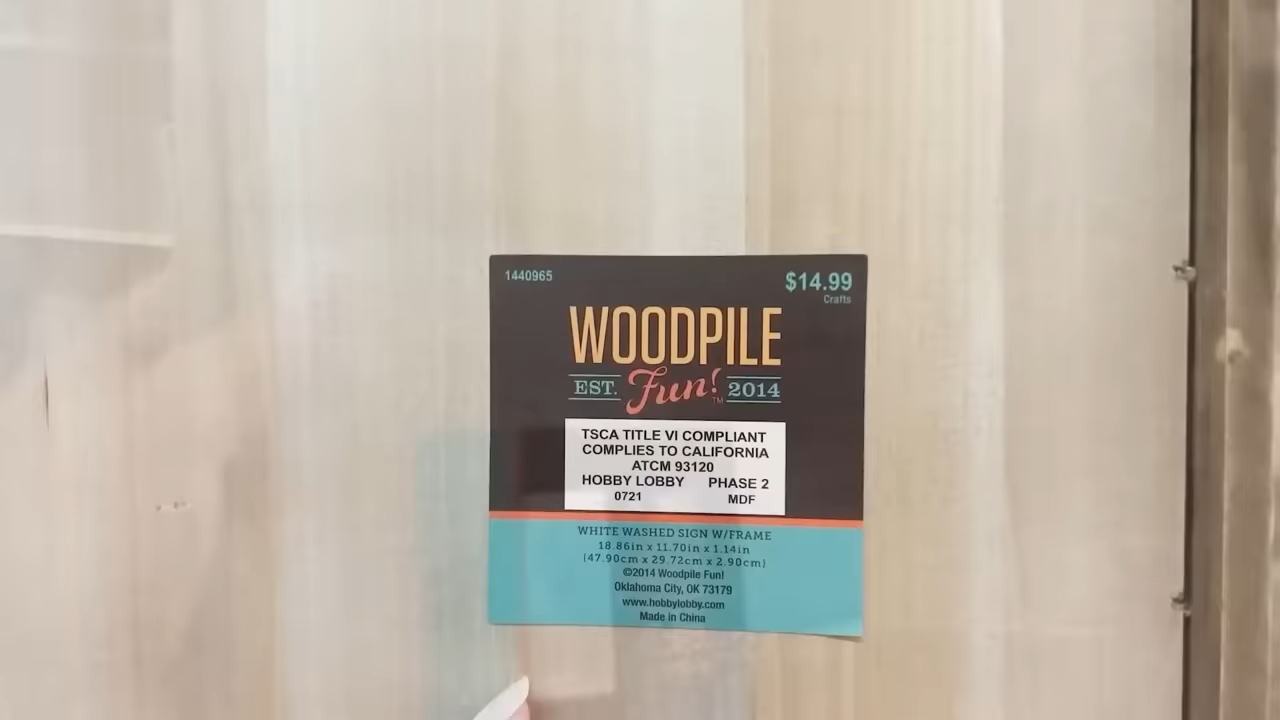 1440965
$14.99
Crafts
WOODPILE
EST. Fun!™ 2014
TSCA TITLE VI COMPLIANT
COMPLIES TO CALIFORNIA
ATCM 93120
HOBBY LOBBY PHASE 2
0721 MDF
WHITE WASHED SIGN W/FRAME
18.86in x 11.70in x 1.14in
(47.90cm x 29.72cm x 2.90cm)
©2014 Woodpile Fun!
Oklahoma City, OK 73179
www.hobbylobby.com
Made in China